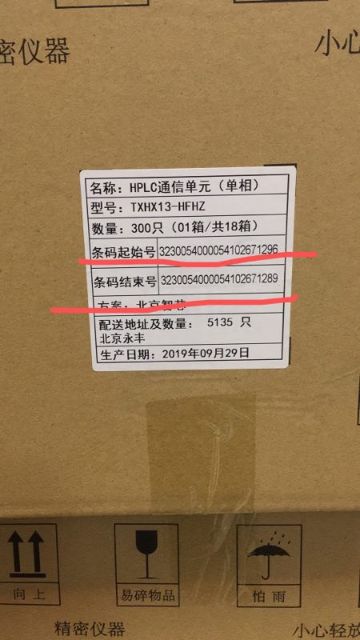 精密仪器
小心
名称：HPLC通信单元（单相）
型号：TXHX13-HFHZ
数量：300只（01箱/共18箱）
条码起始号 3230054000054102671296
条码结束号 3230054000054102671289
方案：北京智芯
配送地址及数量： 5135 只
北京永丰
生产日期：2019年09月29日
向上
易碎物品
怕雨
精密仪器
小心轻放